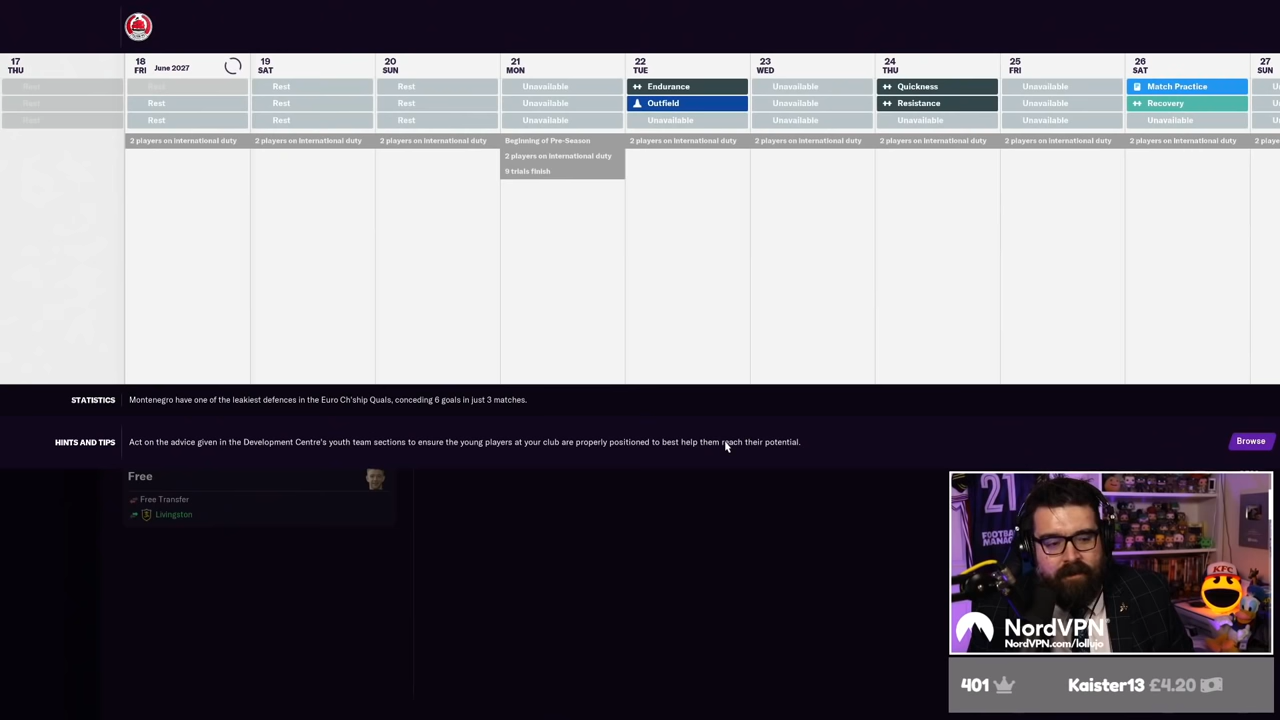 17 THU
18 FRI June 2027
19 SAT
20 SUN
21 MON
22 TUE
23 WED
24 THU
25 FRI
26 SAT
27 SUN
Rest Rest Rest Unavailable Endurance Unavailable Quickness Unavailable Match Practice
Rest Rest Rest Unavailable Outfield Unavailable Resistance Unavailable Recovery
Rest Rest Rest Unavailable Unavailable Unavailable Unavailable Unavailable Unavailable
2 players on international duty 2 players on international duty 2 players on international duty Beginning of Pre-Season 2 players on international duty 2 players on international duty 2 players on international duty 2 players on international duty 2 players on international duty 2 playe
2 players on international duty
9 trials finish
STATISTICS Montenegro have one of the leakiest defences in the Euro Ch'ship Quals, conceding 6 goals in just 3 matches.
HINTS AND TIPS Act on the advice given in the Development Centre's youth team sections to ensure the young players at your club are properly positioned to best help them reach their potential. Browse
Free
Free Transfer
Livingston
21
FOOTBALL
KFC
NordVPN
NordVPN.com/lollujo
401 Kaister13 £4.20